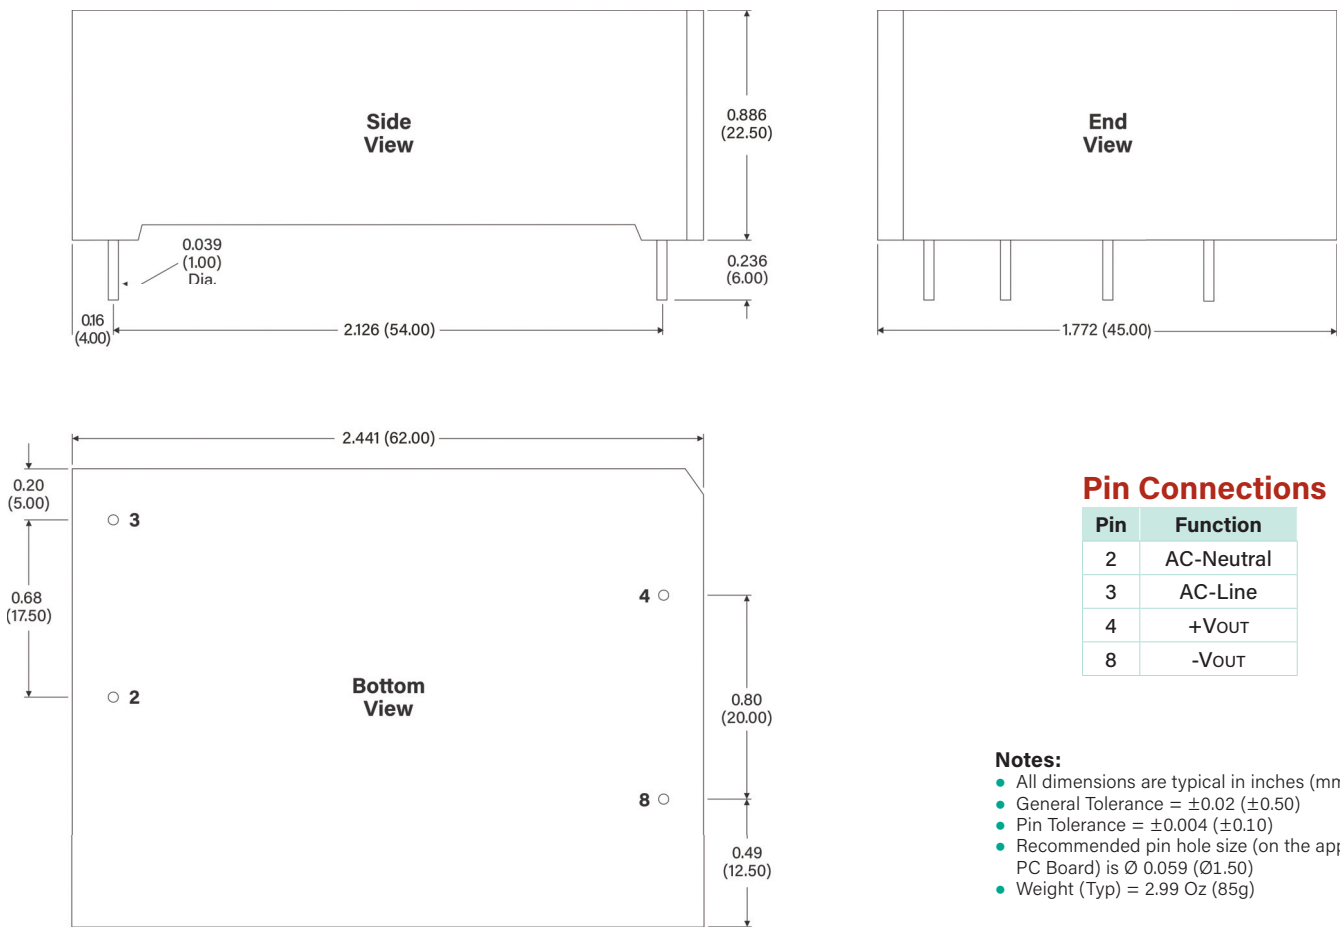 Side
View
0.886
(22.50)
0.039
(1.00)
Dia.
0.236
(6.00)
0.16
(4.00)
2.126 (54.00)
End
View
1.772 (45.00)
2.441 (62.00)
0.20
(5.00)
3
0.68
(17.50)
4
2
Bottom
View
0.80
(20.00)
8
0.49
(12.50)
Pin Connections
Pin Function
2 AC-Neutral
3 AC-Line
4 +VOUT
8 -VOUT
Notes:
● All dimensions are typical in inches (mm
● General Tolerance = ±0.02 (±0.50)
● Pin Tolerance = ±0.004 (±0.10)
● Recommended pin hole size (on the app
PC Board) is Ø 0.059 (Ø1.50)
● Weight (Typ) = 2.99 Oz (85g)